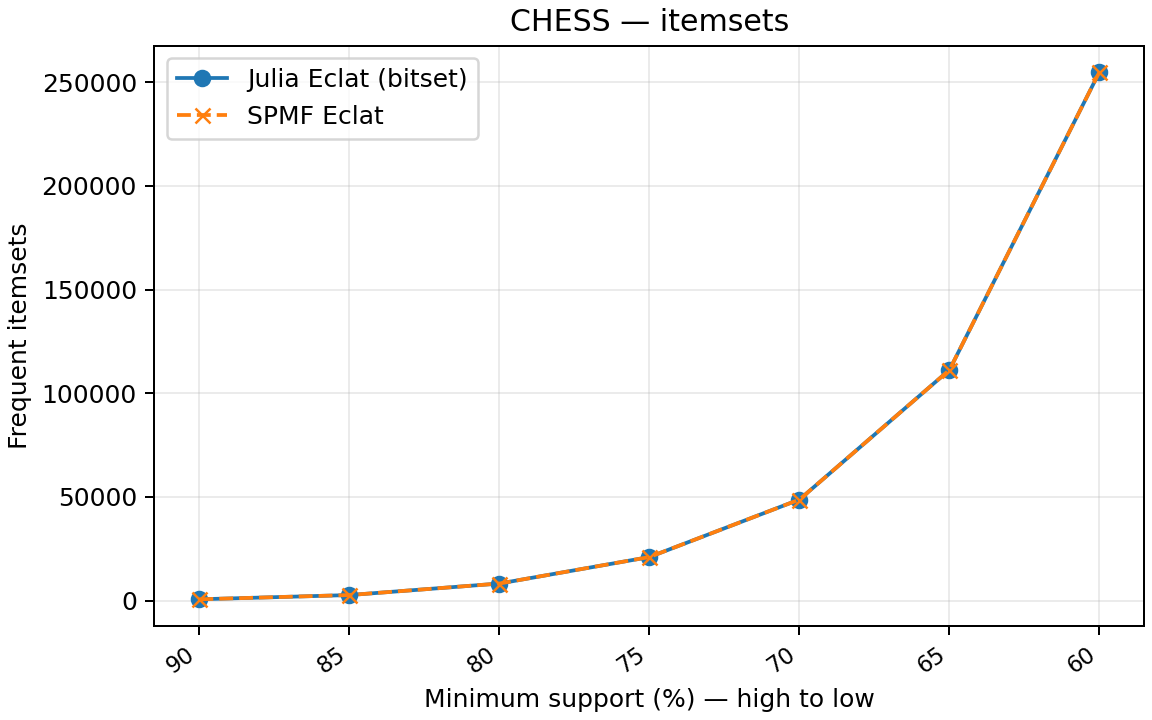 CHESS — itemsets
Julia Eclat (bitset)
SPMF Eclat
Frequent itemsets
250000
200000
150000
100000
50000
0
90
85
80
75
70
65
60
Minimum support (%) — high to low